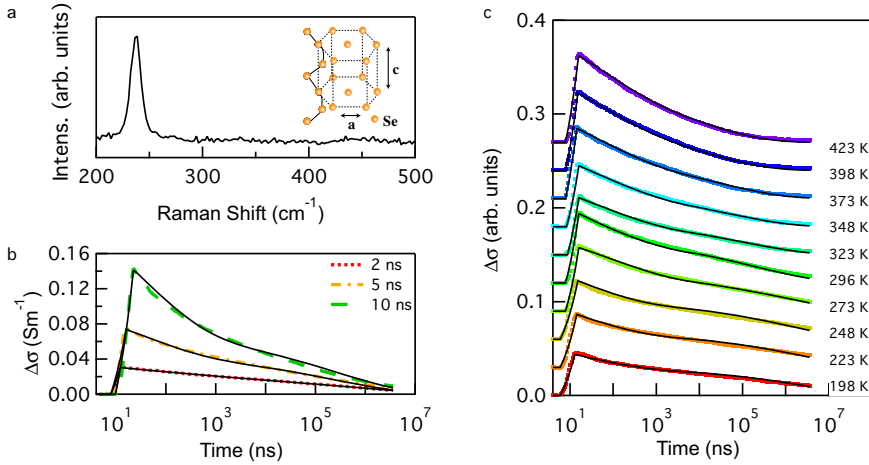 a
Intens. (arb. units)
c
a
Se
200
300
400
500
Raman Shift (cm⁻¹)
b
Δσ (Sm⁻¹)
0.16
0.12
0.08
0.04
0.00
2 ns
5 ns
10 ns
10¹
10³
10⁵
10⁷
Time (ns)
c
Δσ (arb. units)
0.4
0.3
0.2
0.1
0.0
423 K
398 K
373 K
348 K
323 K
296 K
273 K
248 K
223 K
198 K
10¹
10³
10⁵
10⁷
Time (ns)